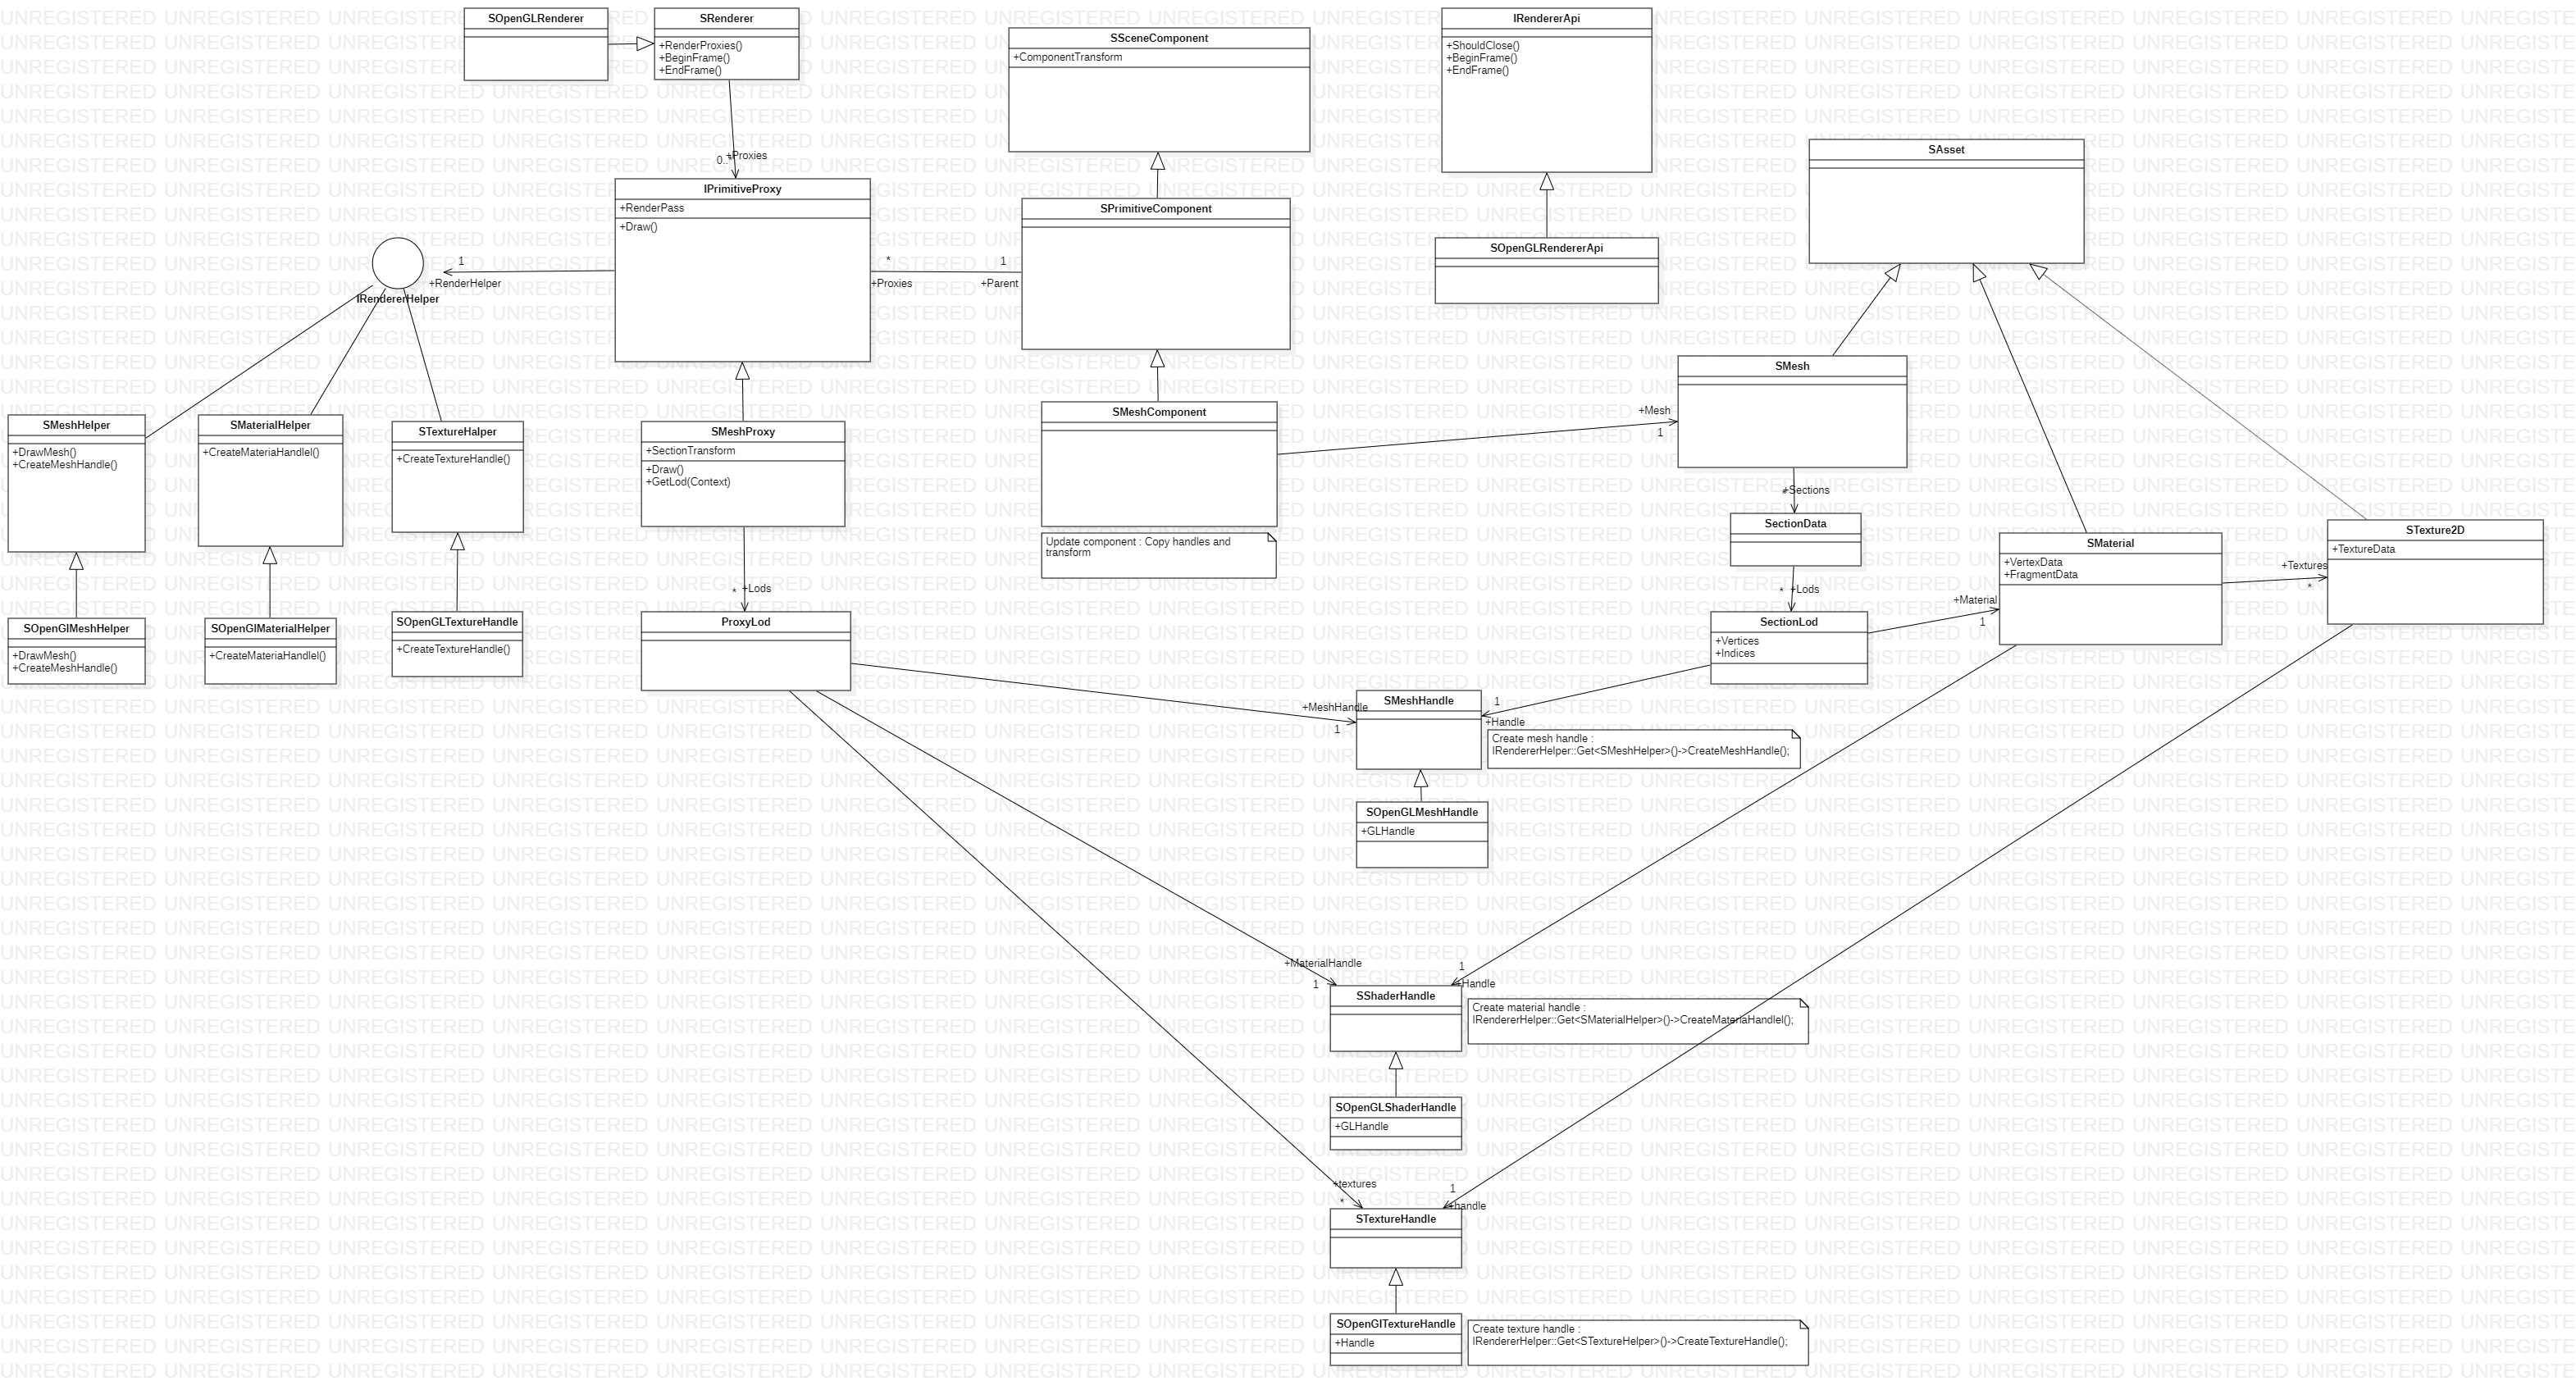 SOpenGLRenderer
SRenderer
+RenderProxies()
+BeginFrame()
+EndFrame()
SSceneComponent
+ComponentTransform
IRendererApi
+ShouldClose()
+BeginFrame()
+EndFrame()
SAsset
+Proxies
0..*
IPrimitiveProxy
+RenderPass
+Draw()
SPrimitiveComponent
SOpenGLRendererApi
1
+RenderHelper
IRendererHelper
*
+Proxies
1
+Parent
SMesh
SMeshHelper
+DrawMesh()
+CreateMeshHandle()
SMaterialHelper
+CreateMateriaHandlel()
STextureHalper
+CreateTextureHandle()
SMeshProxy
+SectionTransform
+Draw()
+GetLod(Context)
SMeshComponent
+Mesh
1
Update component : Copy handles and
transform
+Sections
*
SectionData
SMaterial
+VertexData
+FragmentData
+Textures
*
STexture2D
+TextureData
* +Lods
* +Lods
SOpenGlMeshHelper
+DrawMesh()
+CreateMeshHandle()
SOpenGlMaterialHelper
+CreateMateriaHandlel()
SOpenGLTextureHandle
+CreateTextureHandle()
ProxyLod
SectionLod
+Vertices
+Indices
+Material
1
+MeshHandle
1
SMeshHandle
1
+Handle
Create mesh handle :
IRendererHelper::Get<SMeshHelper>()->CreateMeshHandle();
SOpenGLMeshHandle
+GLHandle
+MaterialHandle
1
1
+Handle
SShaderHandle
Create material handle :
IRendererHelper::Get<SMaterialHelper>()->CreateMateriaHandlel();
SOpenGLShaderHandle
+GLHandle
+textures
*
1
+handle
STextureHandle
SOpenGlTextureHandle
+Handle
Create texture handle :
IRendererHelper::Get<STextureHelper>()->CreateTextureHandle();